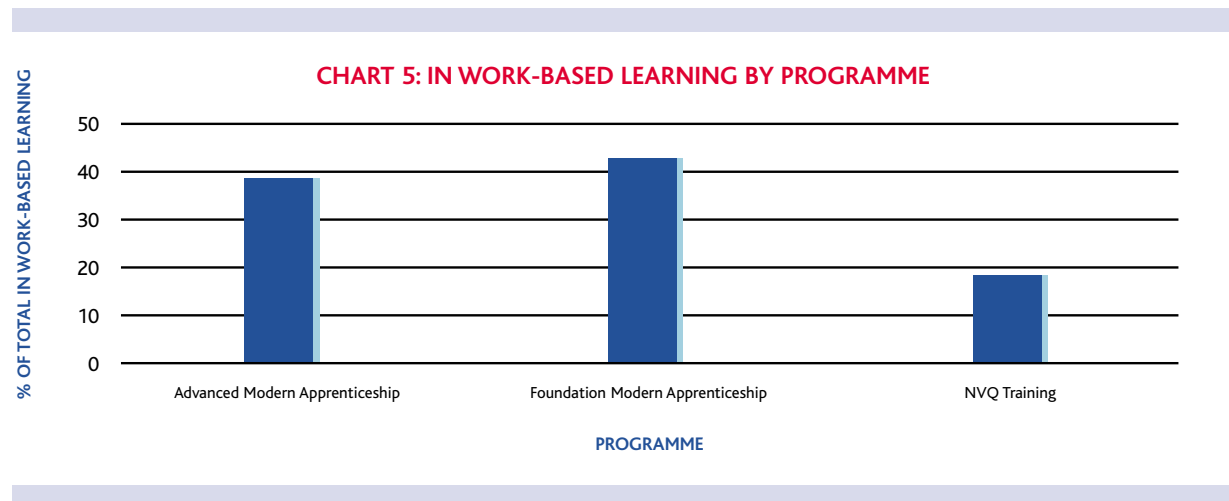 CHART 5: IN WORK-BASED LEARNING BY PROGRAMME
% OF TOTAL IN WORK-BASED LEARNING
50
40
30
20
10
0
Advanced Modern Apprenticeship
Foundation Modern Apprenticeship
NVQ Training
PROGRAMME